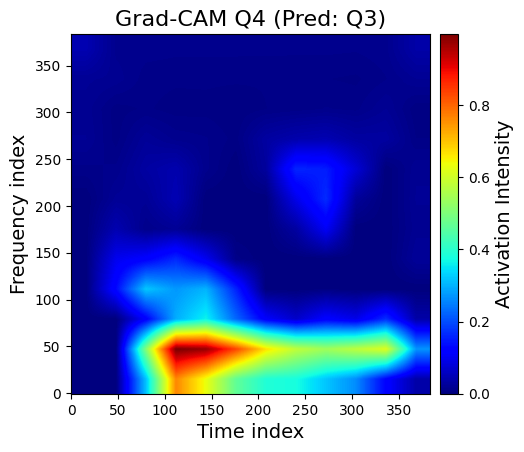 Grad-CAM Q4 (Pred: Q3)
Frequency index
350
300
250
200
150
100
50
0
0 50 100 150 200 250 300 350
Time index
0.8
0.6
0.4
0.2
0.0
Activation Intensity